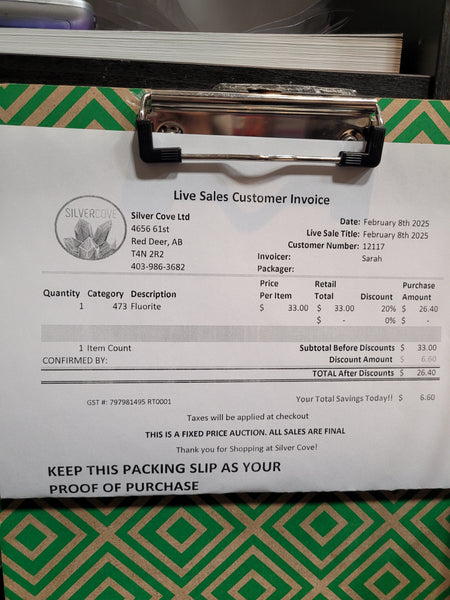 Live Sales Customer Invoice
SILVERCOVE
Silver Cove Ltd
4656 61st
Red Deer, AB
T4N 2R2
403-986-3682
Date: February 8th 2025
Live Sale Title: February 8th 2025
Customer Number: 12117
Invoicer: Sarah
Packager:
Quantity Category Description Price Per Item Retail Total Discount Purchase Amount
1 473 Fluorite $ 33.00 $ 33.00 20% $ 26.40
$ - 0% $ -
1 Item Count Subtotal Before Discounts $ 33.00
CONFIRMED BY: Discount Amount $ 6.60
TOTAL After Discounts $ 26.40
GST #: 797981495 RT0001 Your Total Savings Today!! $ 6.60
Taxes will be applied at checkout
THIS IS A FIXED PRICE AUCTION. ALL SALES ARE FINAL
Thank you for Shopping at Silver Cove!
KEEP THIS PACKING SLIP AS YOUR
PROOF OF PURCHASE